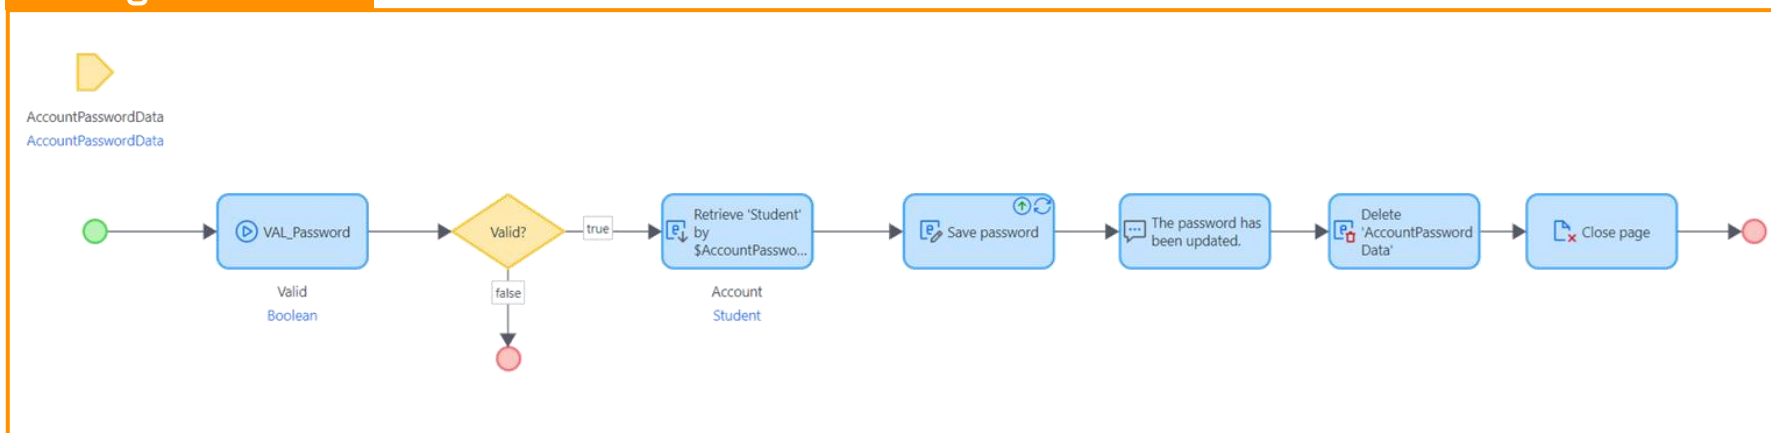 AccountPasswordData
AccountPasswordData
VAL_Password
Valid
Boolean
Valid?
true
false
Retrieve 'Student'
by
$AccountPasswo...
Account
Student
Save password
The password has
been updated.
Delete
'AccountPassword
Data'
Close page